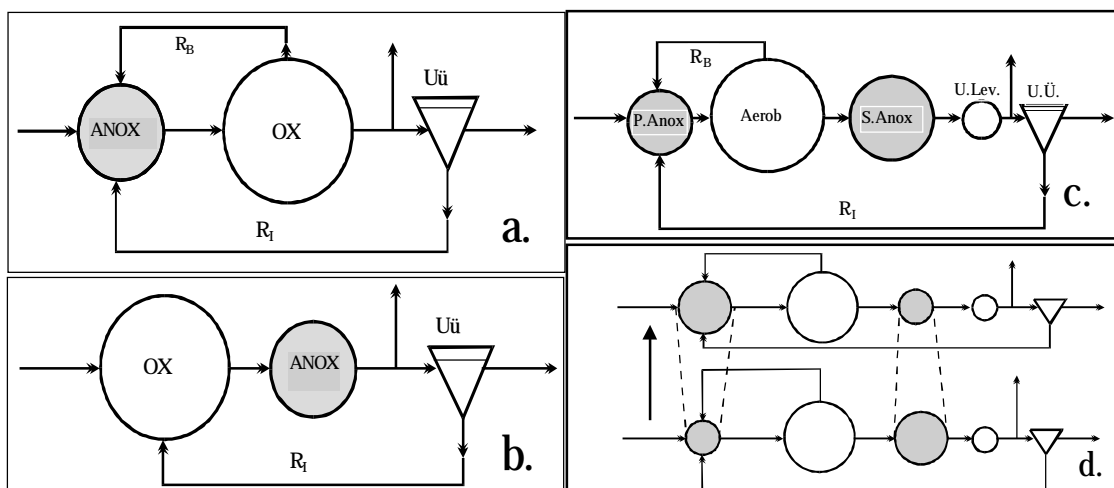 R_B
Uü
ANOX
OX
R_I
a.
OX
ANOX
Uü
R_I
b.
R_B
U.Lev.
U.Ü.
P.Anox
Aerob
S.Anox
R_I
c.
d.